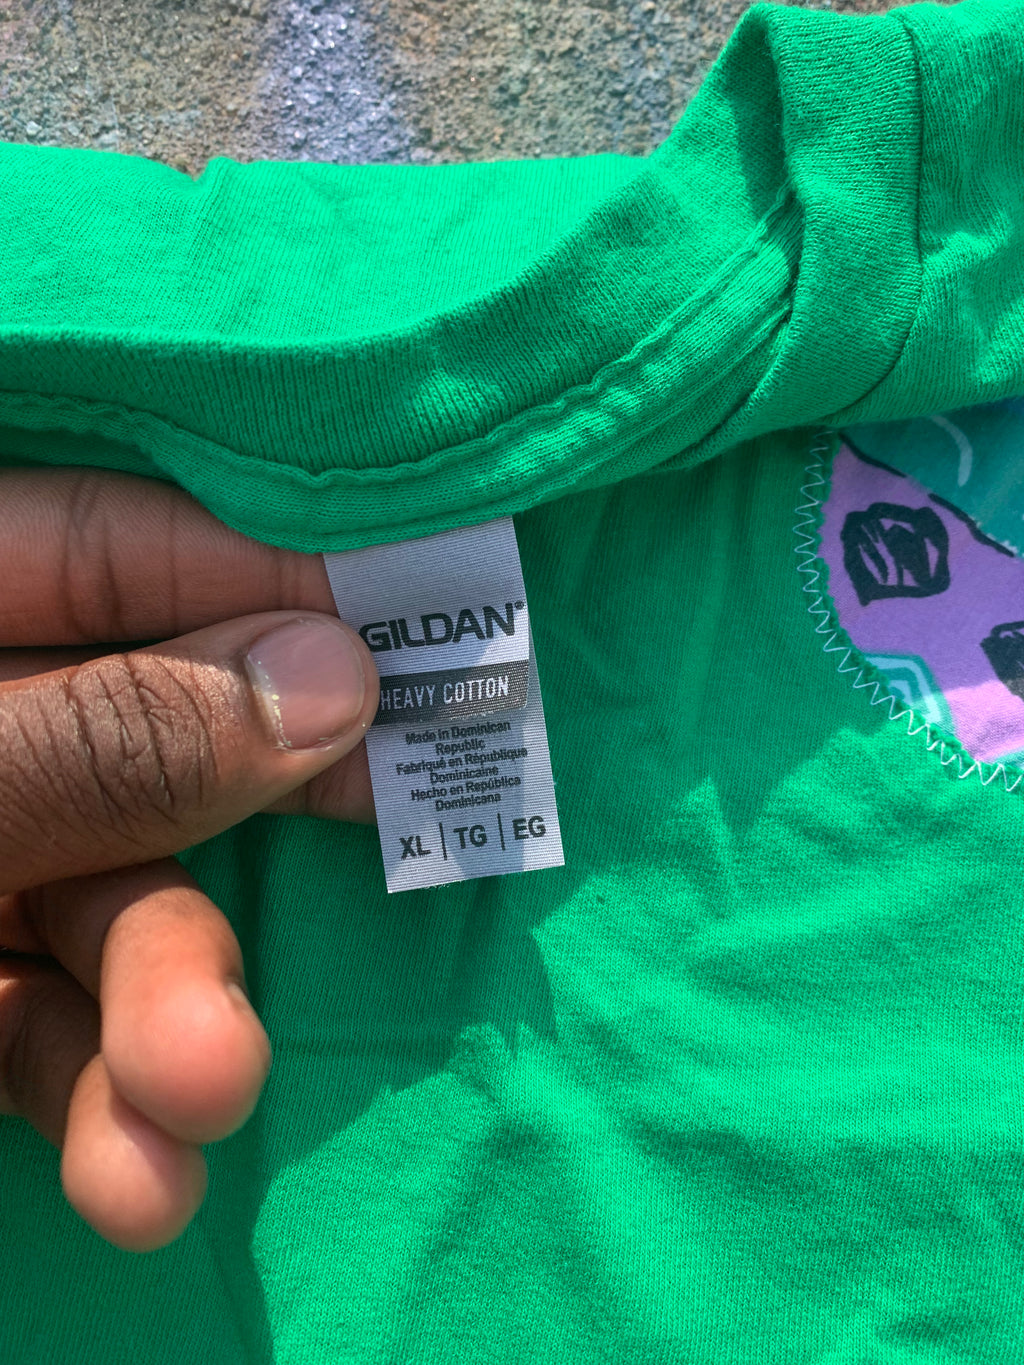 GILDAN®
HEAVY COTTON
Made in Dominican
Republic
Fabriqué en République
Dominicaine
Hecho en República
Dominicana
XL | TG | EG